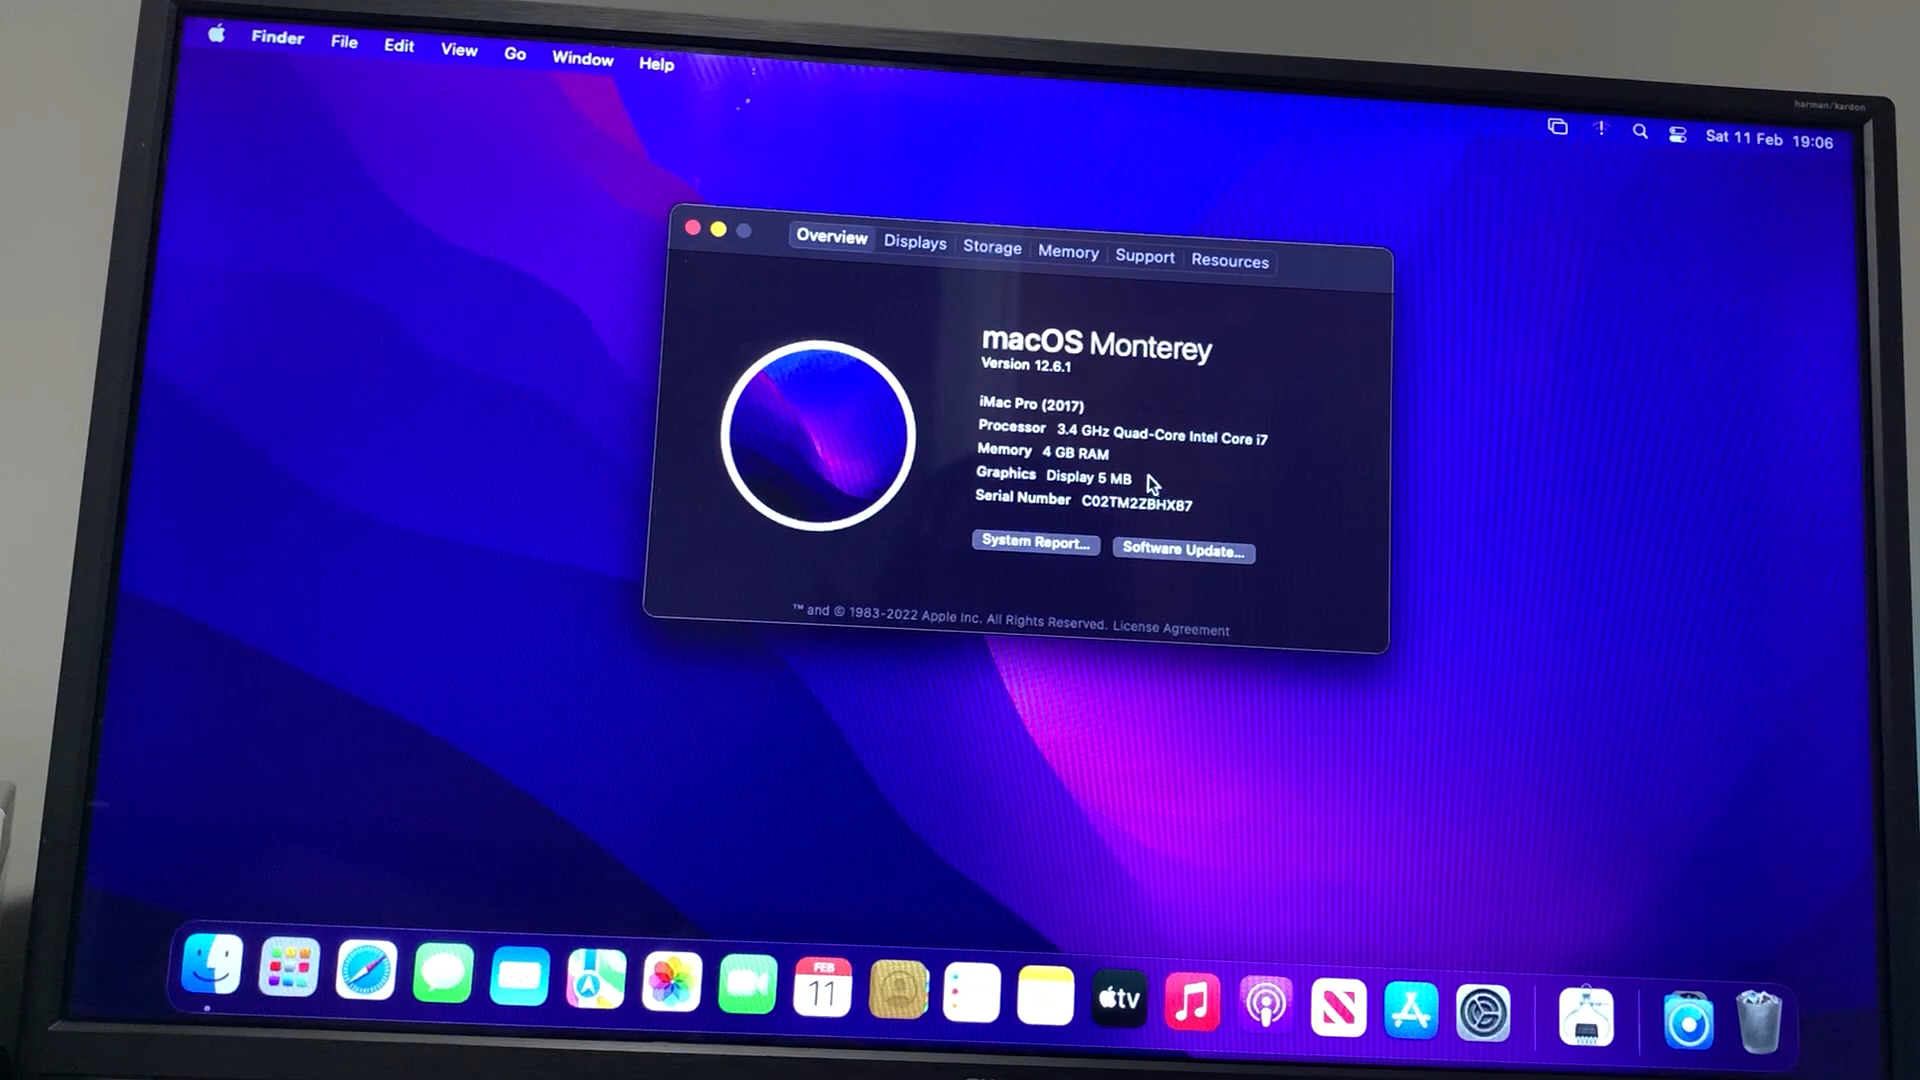 Finder File Edit View Go Window Help
harman/kardon
Sat 11 Feb 19:06
Overview Displays Storage Memory Support Resources
macOS Monterey
Version 12.6.1
iMac Pro (2017)
Processor 3.4 GHz Quad-Core Intel Core i7
Memory 4 GB RAM
Graphics Display 5 MB
Serial Number C02TM2ZBHX87
System Report... Software Update...
™ and © 1983-2022 Apple Inc. All Rights Reserved. License Agreement
FEB
11
tv